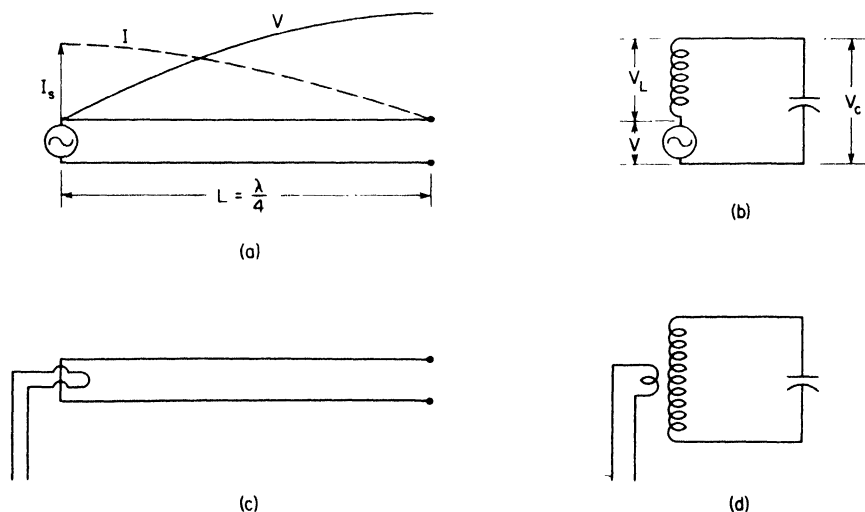 V
I
I_s
L = λ/4
(a)
V_L
V
V_c
(b)
(c)
(d)